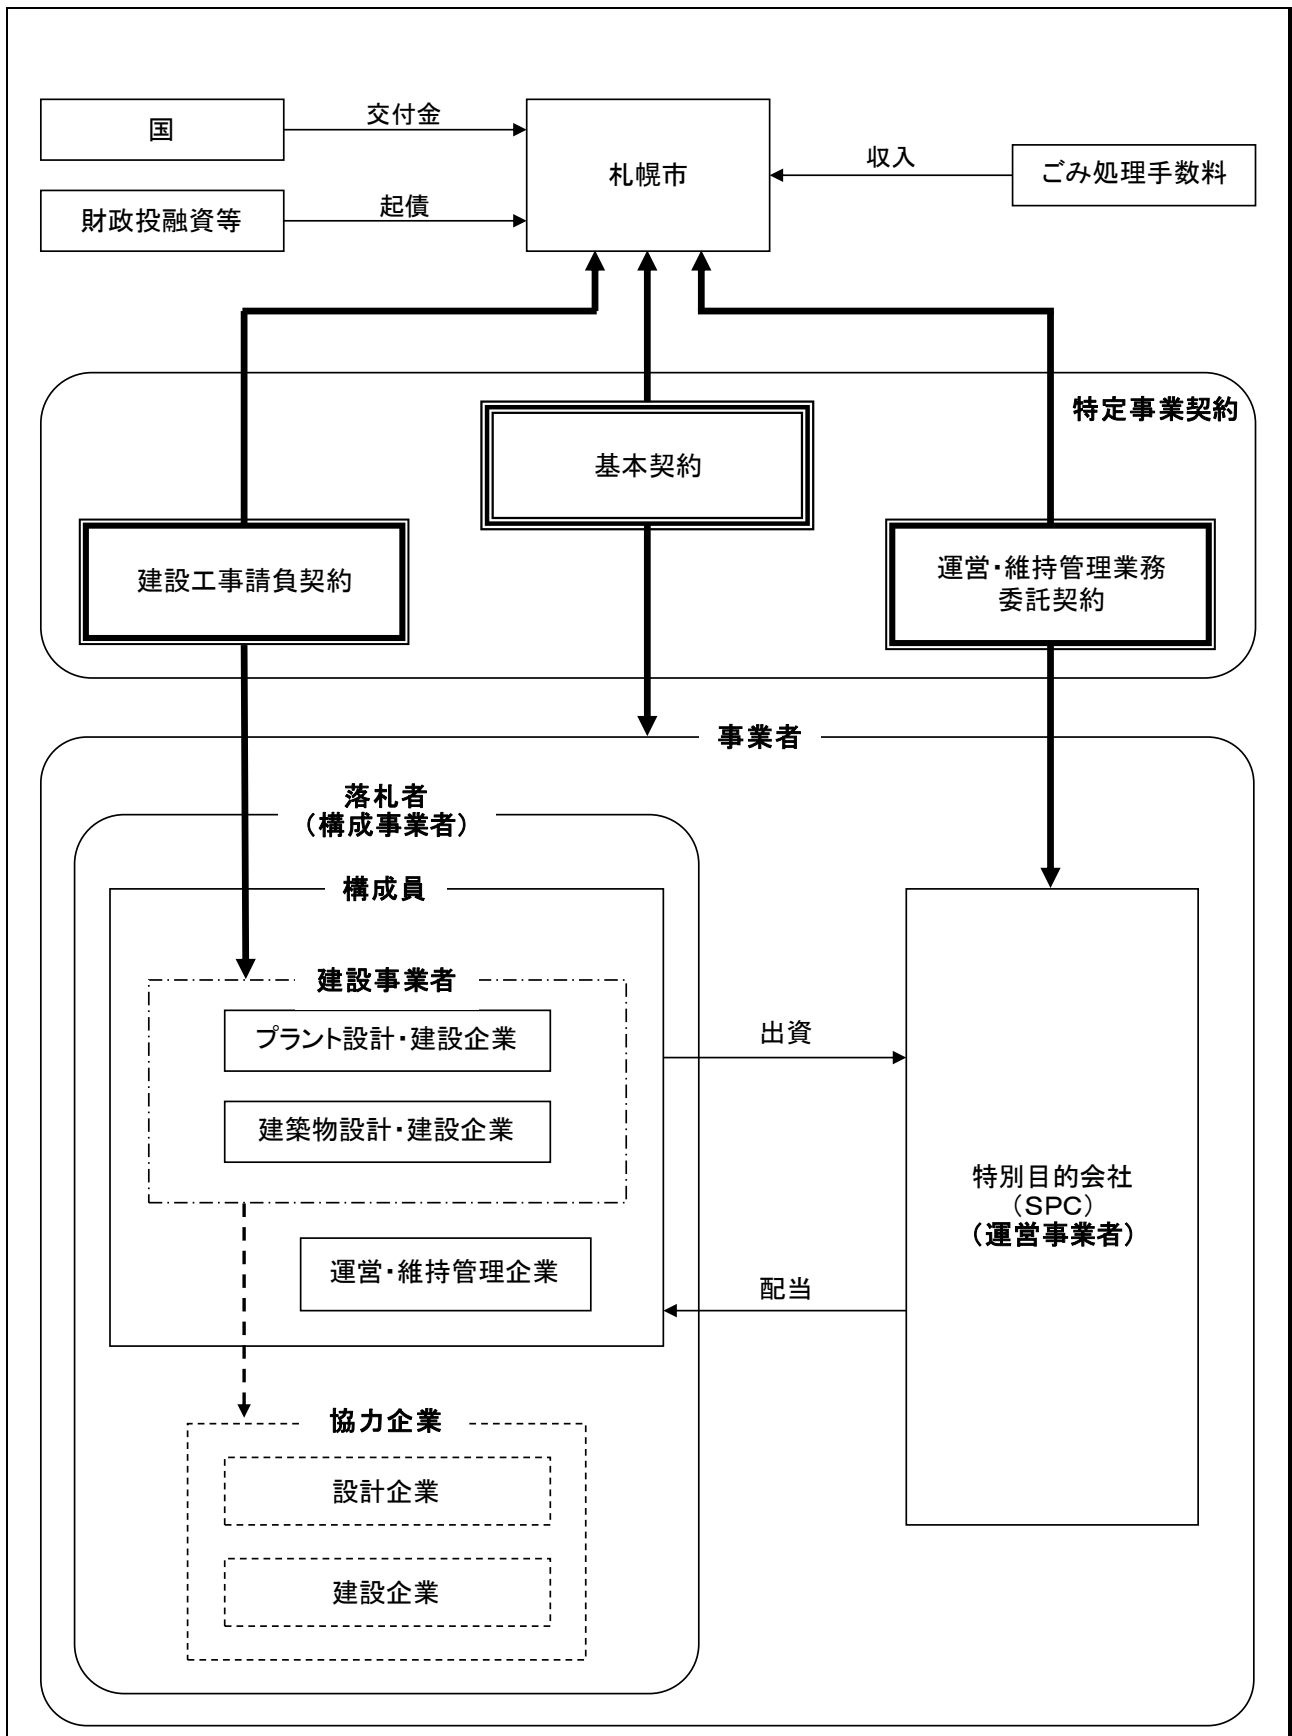 国
交付金
札幌市
収入
ごみ処理手数料
財政投融資等
起債
特定事業契約
基本契約
建設工事請負契約
運営・維持管理業務
委託契約
事業者
落札者
（構成事業者）
構成員
建設事業者
プラント設計・建設企業
建築物設計・建設企業
運営・維持管理企業
出資
配当
特別目的会社
（SPC）
（運営事業者）
協力企業
設計企業
建設企業